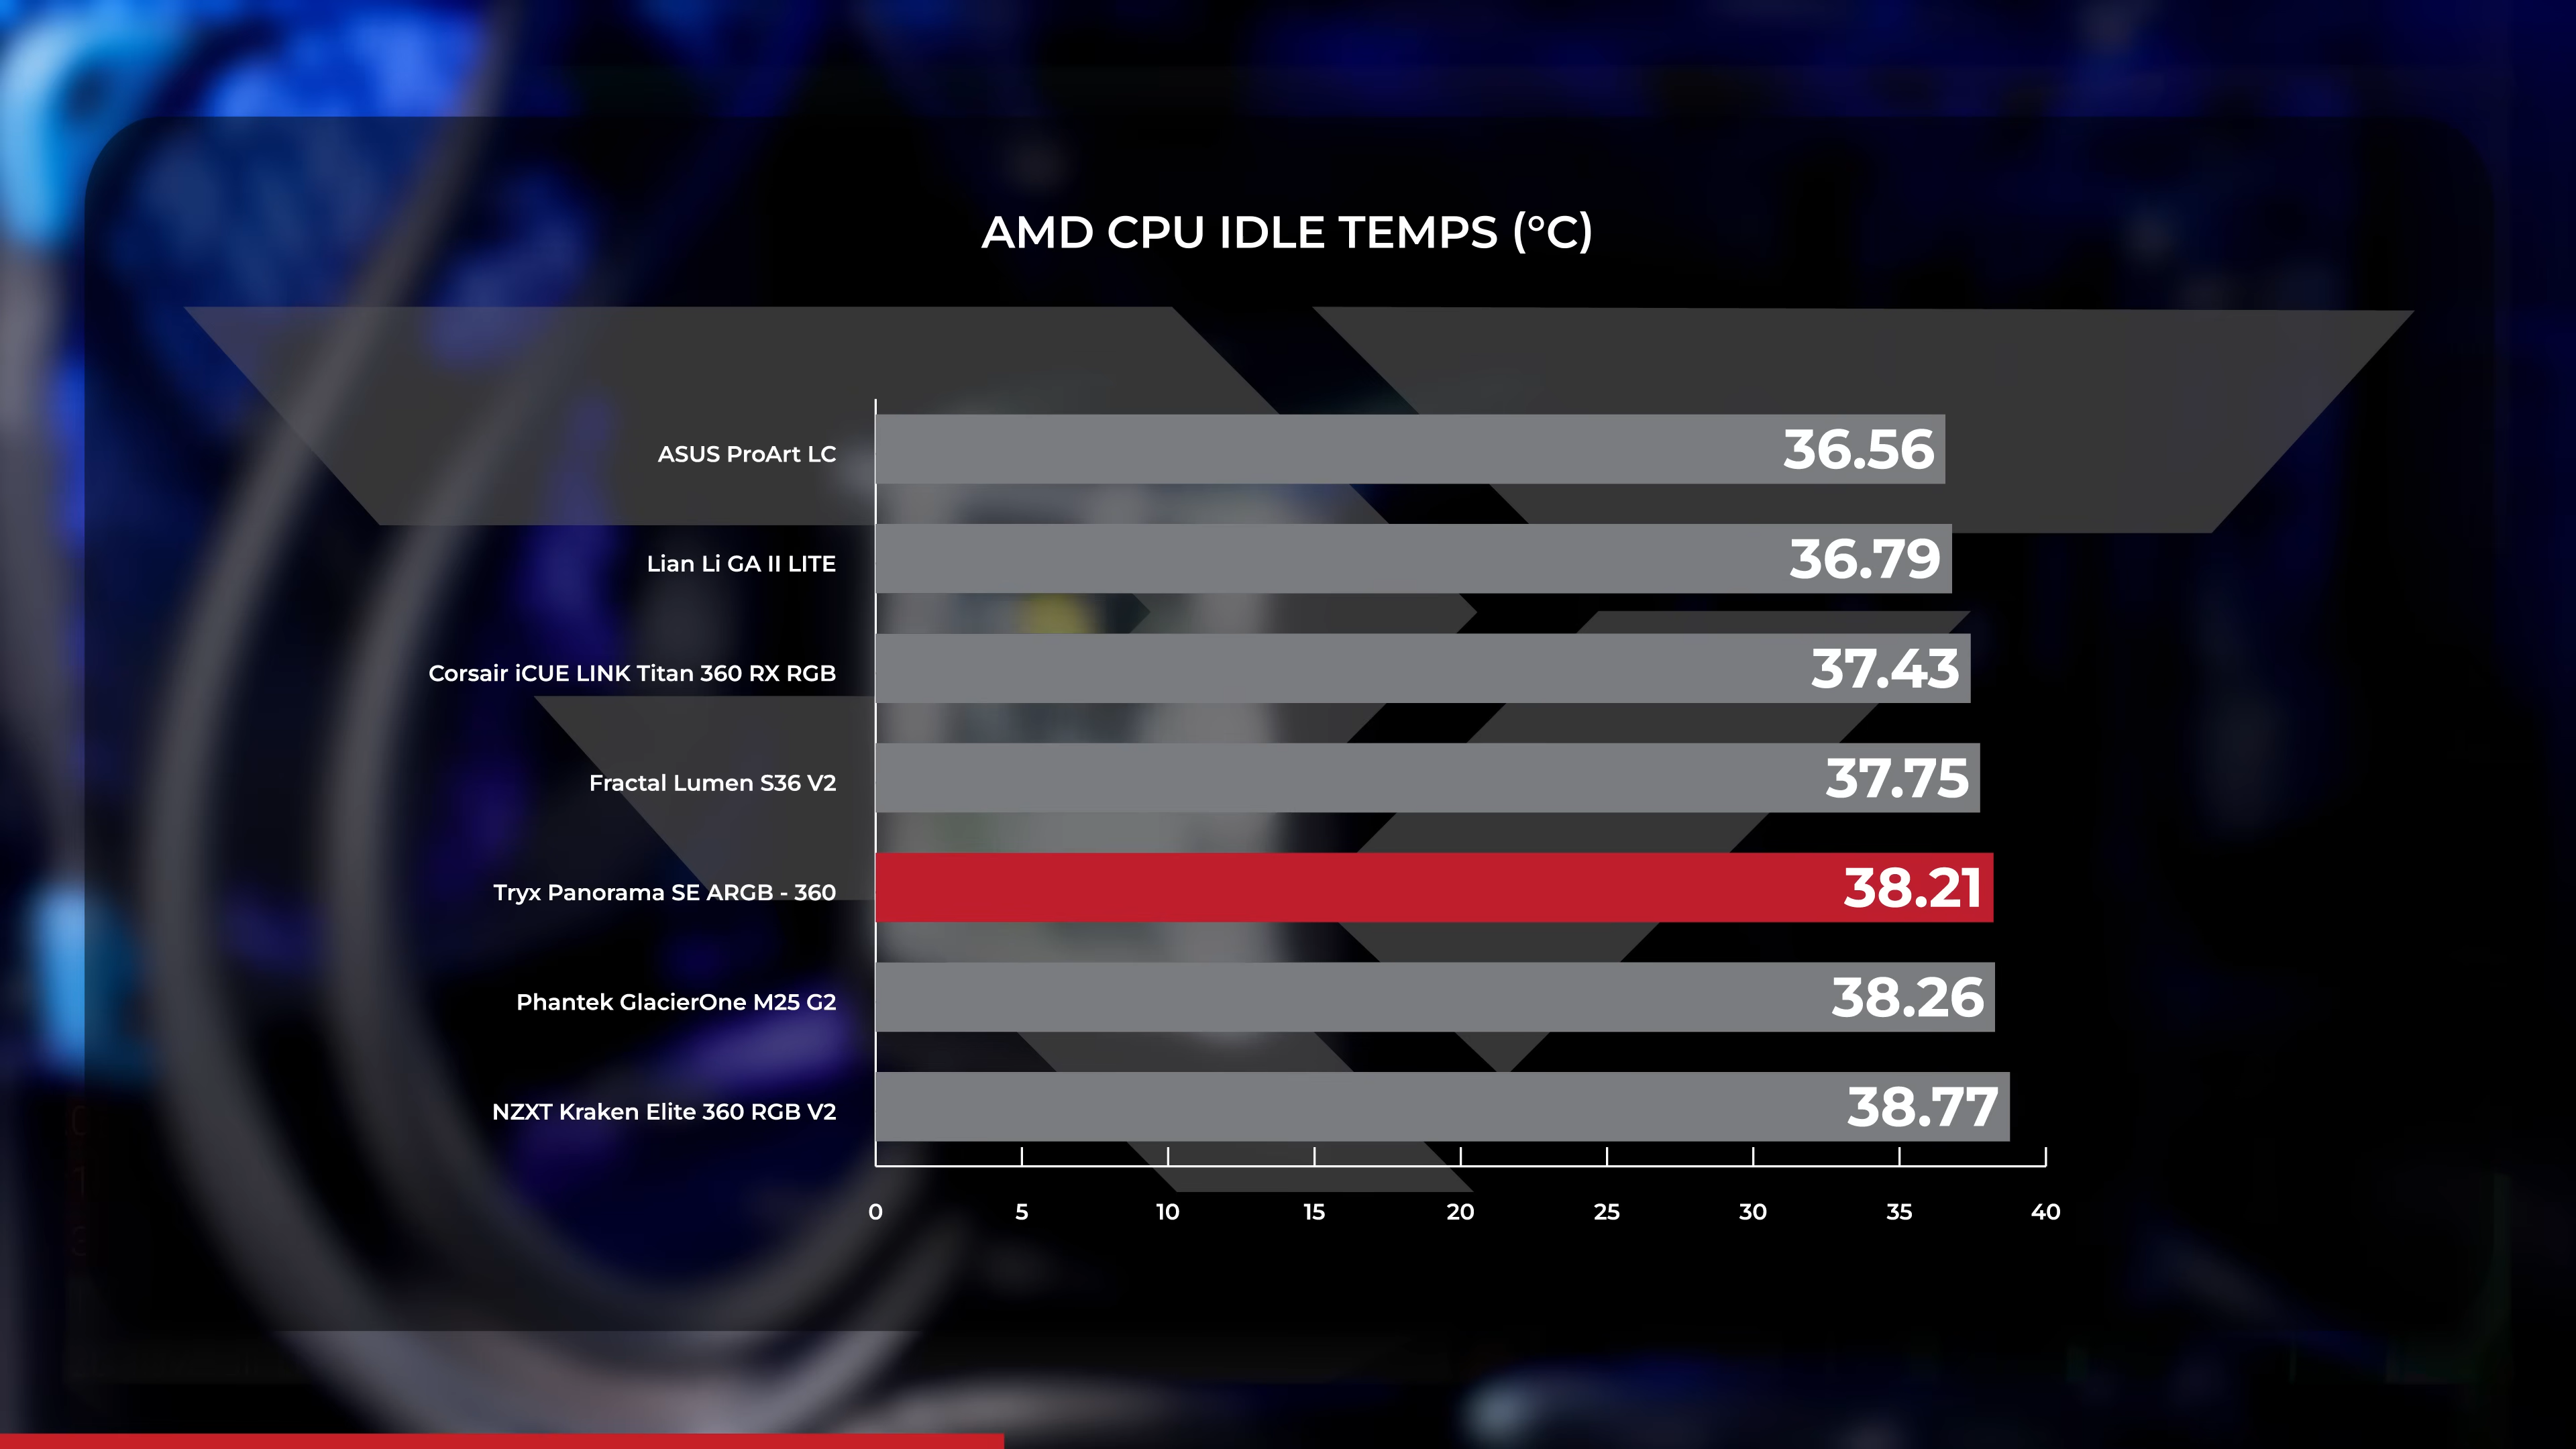 AMD CPU IDLE TEMPS (°C)
ASUS ProArt LC 36.56
Lian Li GA II LITE 36.79
Corsair iCUE LINK Titan 360 RX RGB 37.43
Fractal Lumen S36 V2 37.75
Tryx Panorama SE ARGB - 360 38.21
Phantek GlacierOne M25 G2 38.26
NZXT Kraken Elite 360 RGB V2 38.77
0 5 10 15 20 25 30 35 40